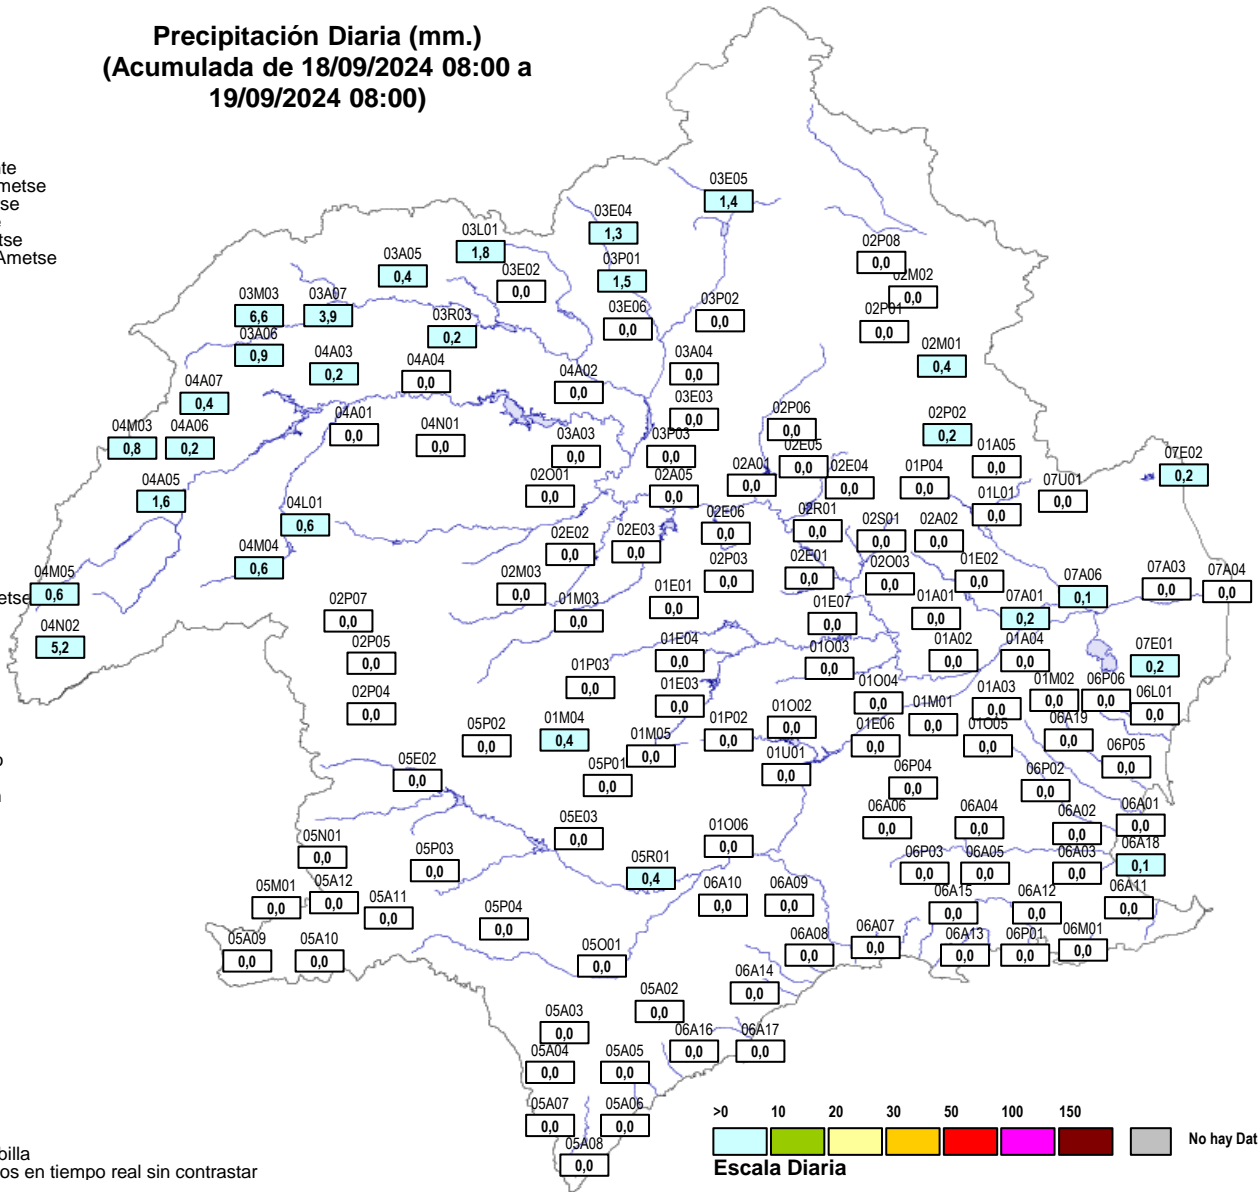 Precipitación Diaria (mm.)
(Acumulada de 18/09/2024 08:00 a
19/09/2024 08:00)
nte
metse
tse
e
tse
Ametse
etse
o
n
billa
os en tiempo real sin contrastar
03E05
1,4
03E04
1,3
03L01
1,8
03A05
0,4
03E02
0,0
03P01
1,5
02P08
0,0
02M02
0,0
03M03
6,6
03A07
3,9
03R03
0,2
03E06
0,0
03P02
0,0
02P01
0,0
03A06
0,9
04A03
0,2
04A04
0,0
04A02
0,0
03A04
0,0
02M01
0,4
04A07
0,4
04A01
0,0
04N01
0,0
03E03
0,0
02P06
0,0
02P02
0,2
04M03
0,8
04A06
0,2
03A03
0,0
03P03
0,0
02E05
0,0
01A05
0,0
07E02
0,2
04A05
1,6
02O01
0,0
02A05
0,0
02A01
0,0
02E04
0,0
01P04
0,0
07U01
0,0
04L01
0,6
01L01
0,0
02E06
0,0
02R01
0,0
02S01
0,0
02A02
0,0
04M04
0,6
02E02
0,0
02E03
0,0
04M05
0,6
02M03
0,0
02P03
0,0
02E01
0,0
02O03
0,0
01E02
0,0
07A06
0,1
07A03
0,0
07A04
0,0
01M03
0,0
01E01
0,0
01E07
0,0
01A01
0,0
07A01
0,2
04N02
5,2
02P07
0,0
02P05
0,0
01E04
0,0
01O03
0,0
01A02
0,0
01A04
0,0
07E01
0,2
01P03
0,0
02P04
0,0
01E03
0,0
01O04
0,0
01A03
0,0
01M02
0,0
06P06
0,0
06L01
0,0
05P02
0,0
01M04
0,4
01M05
0,0
01P02
0,0
01O02
0,0
01M01
0,0
01E06
0,0
01O05
0,0
06A19
0,0
06P05
0,0
05E02
0,0
05P01
0,0
01U01
0,0
06P04
0,0
06P02
0,0
05E03
0,0
01O06
0,0
06A06
0,0
06A04
0,0
06A02
0,0
06A01
0,0
05N01
0,0
05P03
0,0
05R01
0,4
06P03
0,0
06A05
0,0
06A03
0,0
06A18
0,1
05M01
0,0
05A12
0,0
05A11
0,0
06A10
0,0
06A09
0,0
06A15
0,0
06A12
0,0
06A11
0,0
05P04
0,0
05A09
0,0
05A10
0,0
05O01
0,0
06A08
0,0
06A07
0,0
06A13
0,0
06P01
0,0
06M01
0,0
06A14
0,0
05A02
0,0
05A03
0,0
06A16
0,0
06A17
0,0
05A04
0,0
05A05
0,0
05A07
0,0
05A06
0,0
05A08
0,0
>0 10 20 30 50 100 150
No hay Dat
Escala Diaria